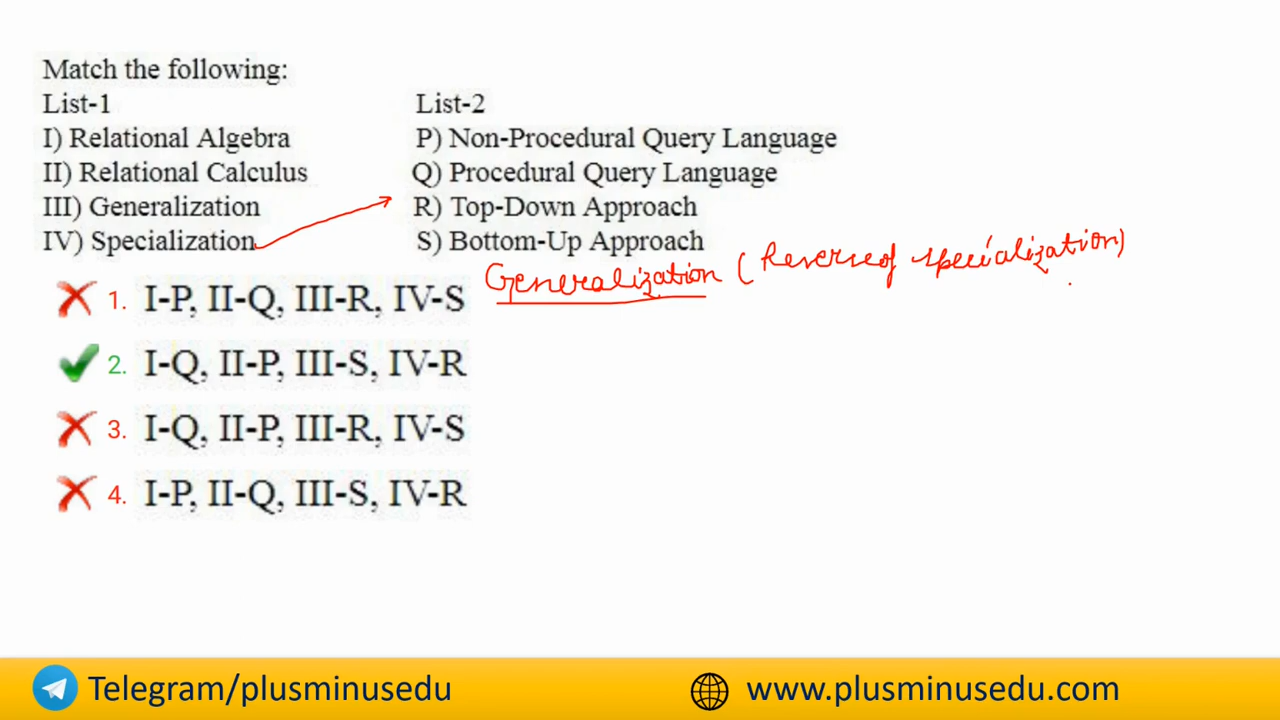 Match the following:
List-1 List-2
I) Relational Algebra P) Non-Procedural Query Language
II) Relational Calculus Q) Procedural Query Language
III) Generalization R) Top-Down Approach
IV) Specialization S) Bottom-Up Approach
Generalization (Reverse of specialization)
1. I-P, II-Q, III-R, IV-S
2. I-Q, II-P, III-S, IV-R
3. I-Q, II-P, III-R, IV-S
4. I-P, II-Q, III-S, IV-R
Telegram/plusminusedu www.plusminusedu.com